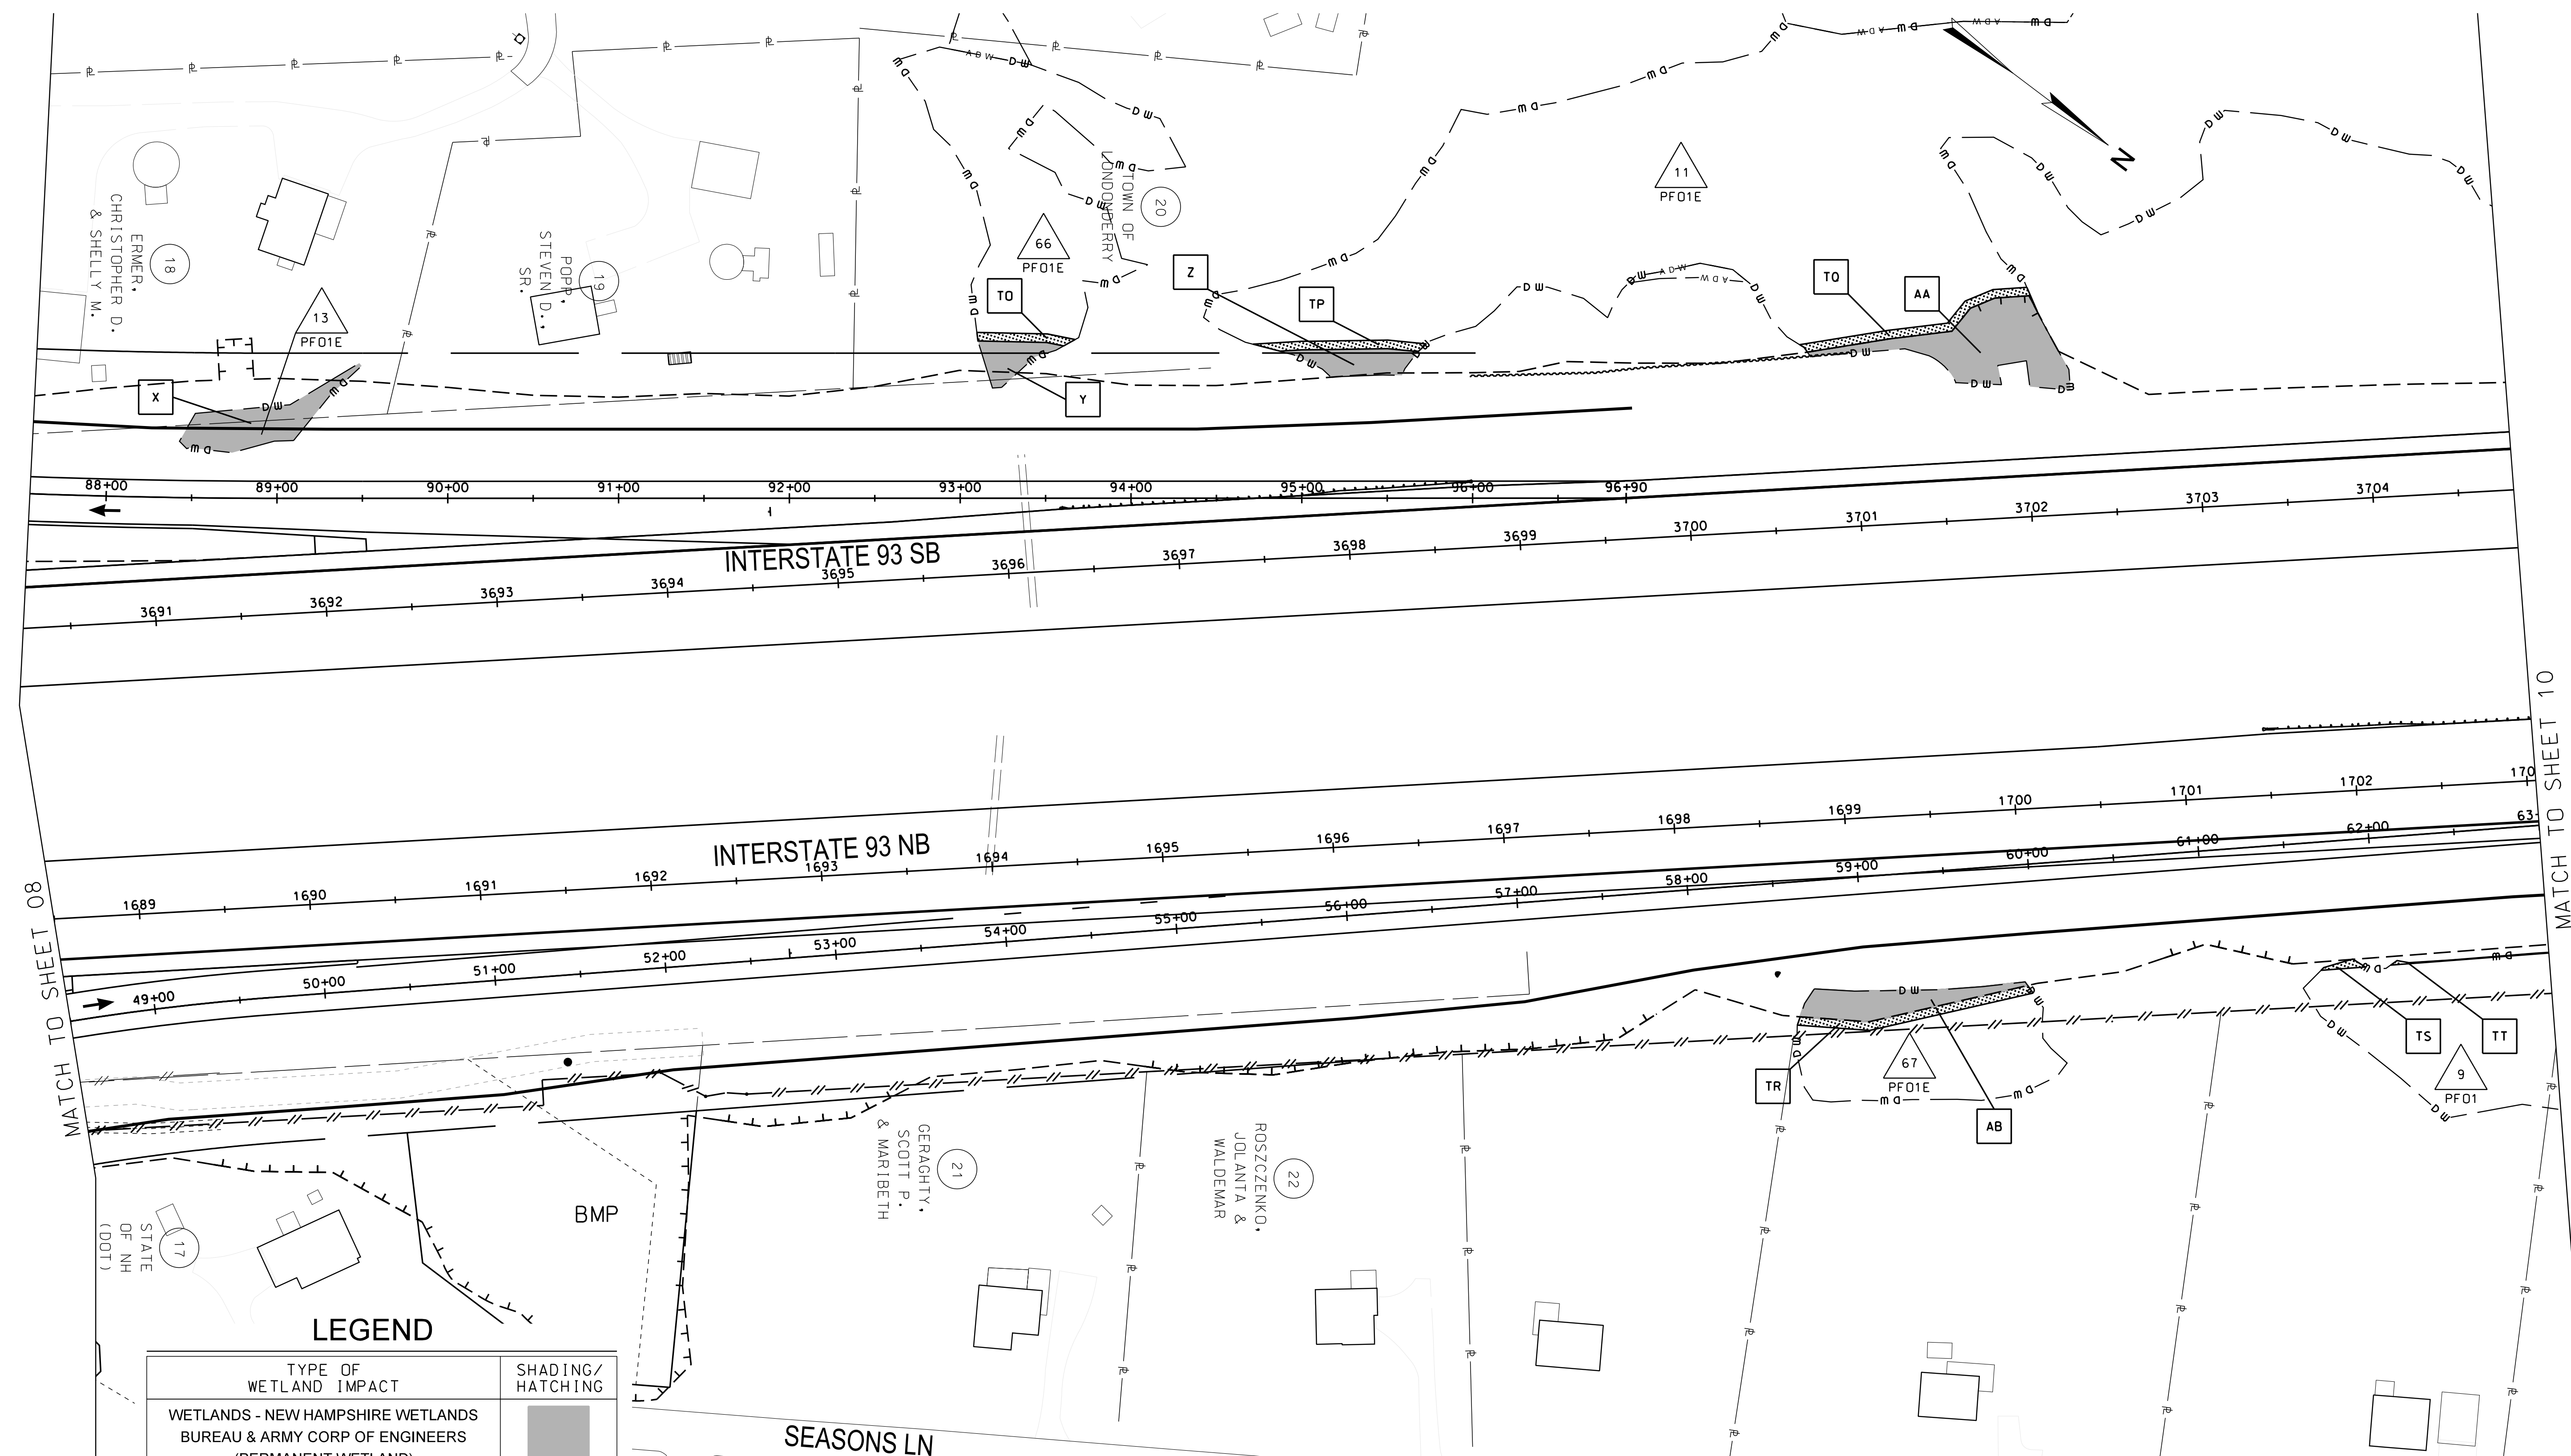 ERMER,
CHRISTOPHER D.
& SHELLY M.
18
13
PF01E
X
POPP,
STEVEN D.,
SR.
19
66
PF01E
TO
Y
TOWN OF
LONDONDERRY
20
Z
TP
11
PF01E
TQ
AA
N
88+00
89+00
90+00
91+00
92+00
93+00
94+00
95+00
96+00
96+90
INTERSTATE 93 SB
3691
3692
3693
3694
3695
3696
3697
3698
3699
3700
3701
3702
3703
3704
MATCH TO SHEET 08
MATCH TO SHEET 10
INTERSTATE 93 NB
1689
1690
1691
1692
1693
1694
1695
1696
1697
1698
1699
1700
1701
1702
170
49+00
50+00
51+00
52+00
53+00
54+00
55+00
56+00
57+00
58+00
59+00
60+00
61+00
62+00
63
TR
67
PF01E
AB
TS
TT
9
PF01
STATE
OF NH
(DOT)
17
BMP
GERAGHTY,
SCOTT P.
& MARIBETH
21
ROSZCZENKO,
JOLANTA &
WALDEMAR
22
SEASONS LN
LEGEND
TYPE OF
WETLAND IMPACT
SHADING/
HATCHING
WETLANDS - NEW HAMPSHIRE WETLANDS
BUREAU & ARMY CORP OF ENGINEERS
(PERMANENT WETLAND)